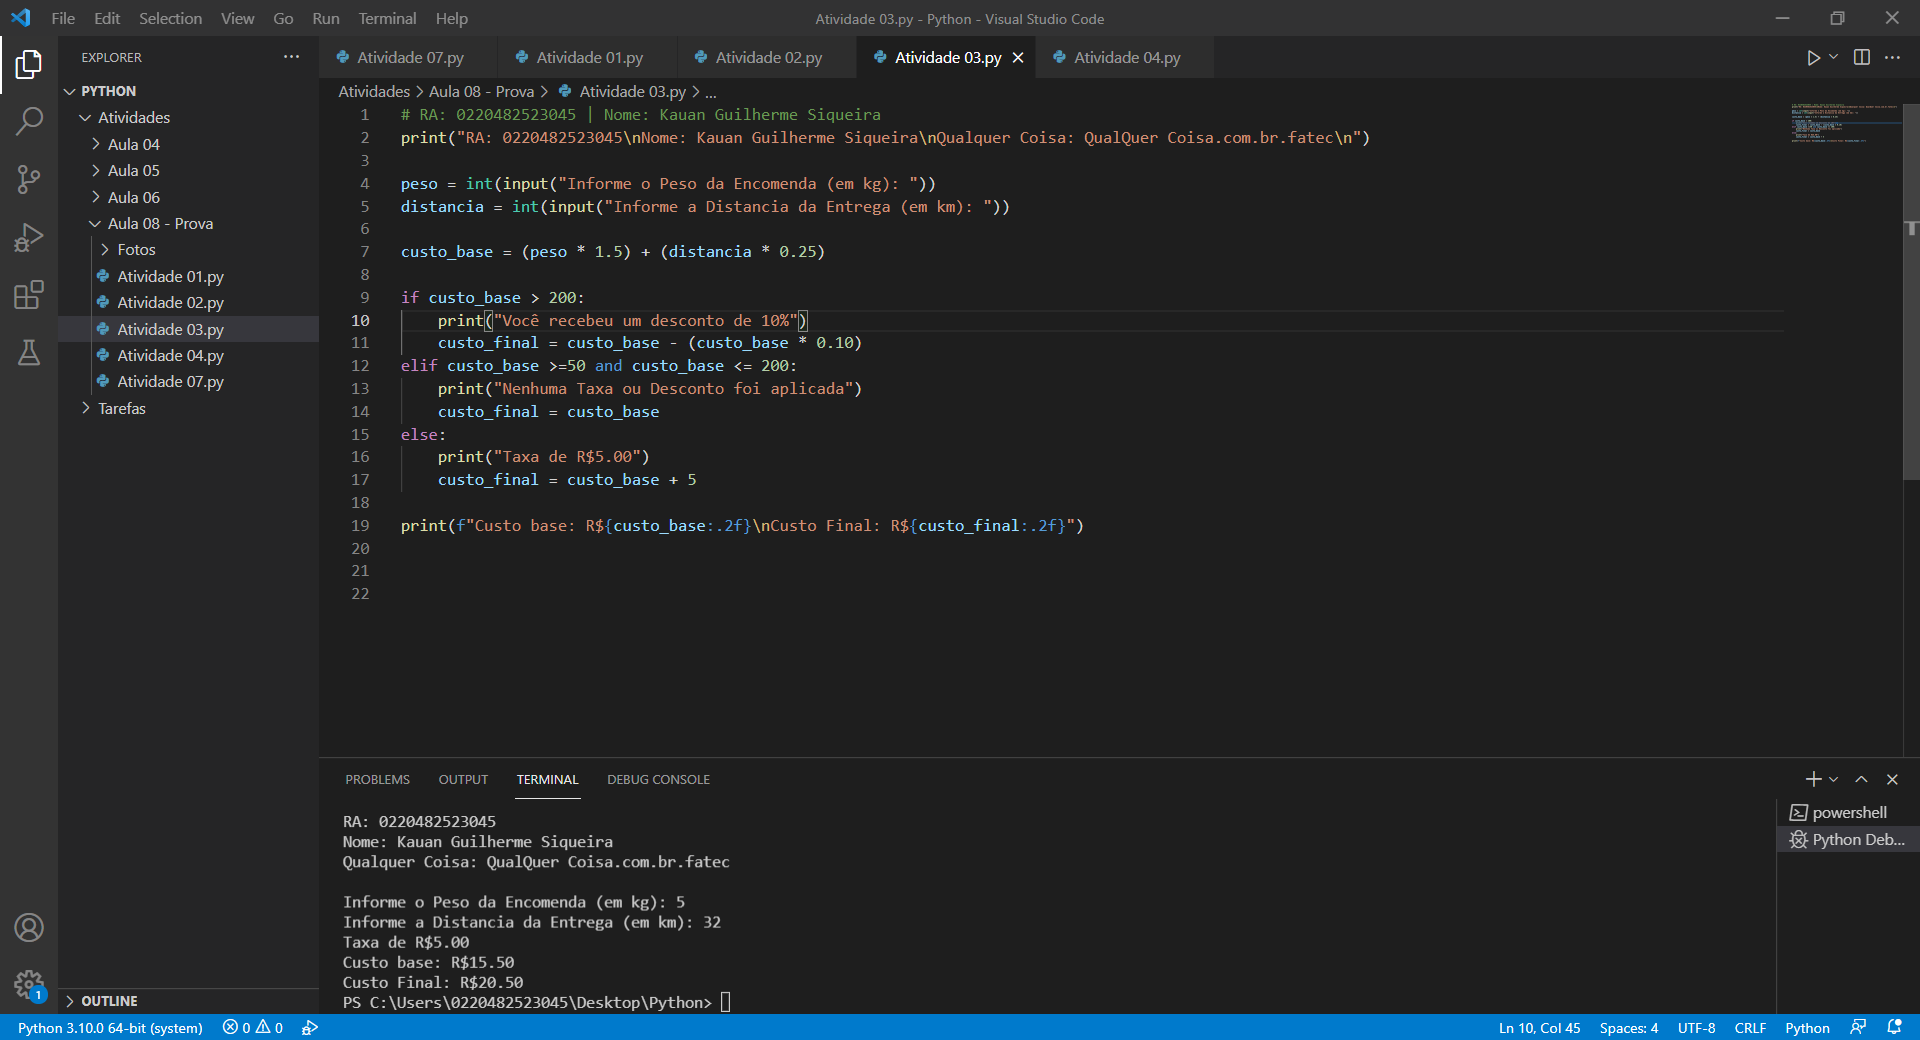 File Edit Selection View Go Run Terminal Help
Atividade 03.py - Python - Visual Studio Code
EXPLORER
PYTHON
Atividades
Aula 04
Aula 05
Aula 06
Aula 08 - Prova
Fotos
Atividade 01.py
Atividade 02.py
Atividade 03.py
Atividade 04.py
Atividade 07.py
Tarefas
OUTLINE
Atividade 07.py Atividade 01.py Atividade 02.py Atividade 03.py Atividade 04.py
Atividades > Aula 08 - Prova > Atividade 03.py > ...
1 # RA: 0220482523045 | Nome: Kauan Guilherme Siqueira
2 print("RA: 0220482523045\nNome: Kauan Guilherme Siqueira\nQualquer Coisa: QualQuer Coisa.com.br.fatec\n")
3
4 peso = int(input("Informe o Peso da Encomenda (em kg): "))
5 distancia = int(input("Informe a Distancia da Entrega (em km): "))
6
7 custo_base = (peso * 1.5) + (distancia * 0.25)
8
9 if custo_base > 200:
10 print("Você recebeu um desconto de 10%")
11 custo_final = custo_base - (custo_base * 0.10)
12 elif custo_base >=50 and custo_base <= 200:
13 print("Nenhuma Taxa ou Desconto foi aplicada")
14 custo_final = custo_base
15 else:
16 print("Taxa de R$5.00")
17 custo_final = custo_base + 5
18
19 print(f"Custo base: R${custo_base:.2f}\nCusto Final: R${custo_final:.2f}")
20
21
22
PROBLEMS OUTPUT TERMINAL DEBUG CONSOLE
RA: 0220482523045
Nome: Kauan Guilherme Siqueira
Qualquer Coisa: QualQuer Coisa.com.br.fatec
Informe o Peso da Encomenda (em kg): 5
Informe a Distancia da Entrega (em km): 32
Taxa de R$5.00
Custo base: R$15.50
Custo Final: R$20.50
PS C:\Users\0220482523045\Desktop\Python>
powershell
Python Deb...
1
Python 3.10.0 64-bit (system) 0 0
Ln 10, Col 45 Spaces: 4 UTF-8 CRLF Python